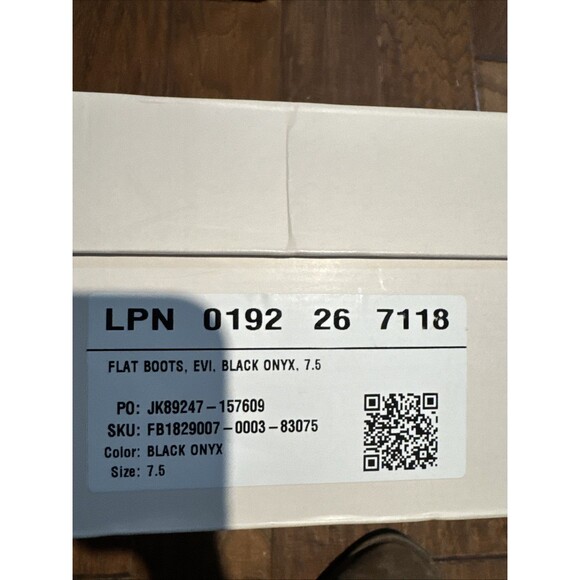 LPN 0192 26 7118
FLAT BOOTS, EVI, BLACK ONYX, 7.5
PO: JK89247-157609
SKU: FB1829007-0003-83075
Color: BLACK ONYX
Size: 7.5